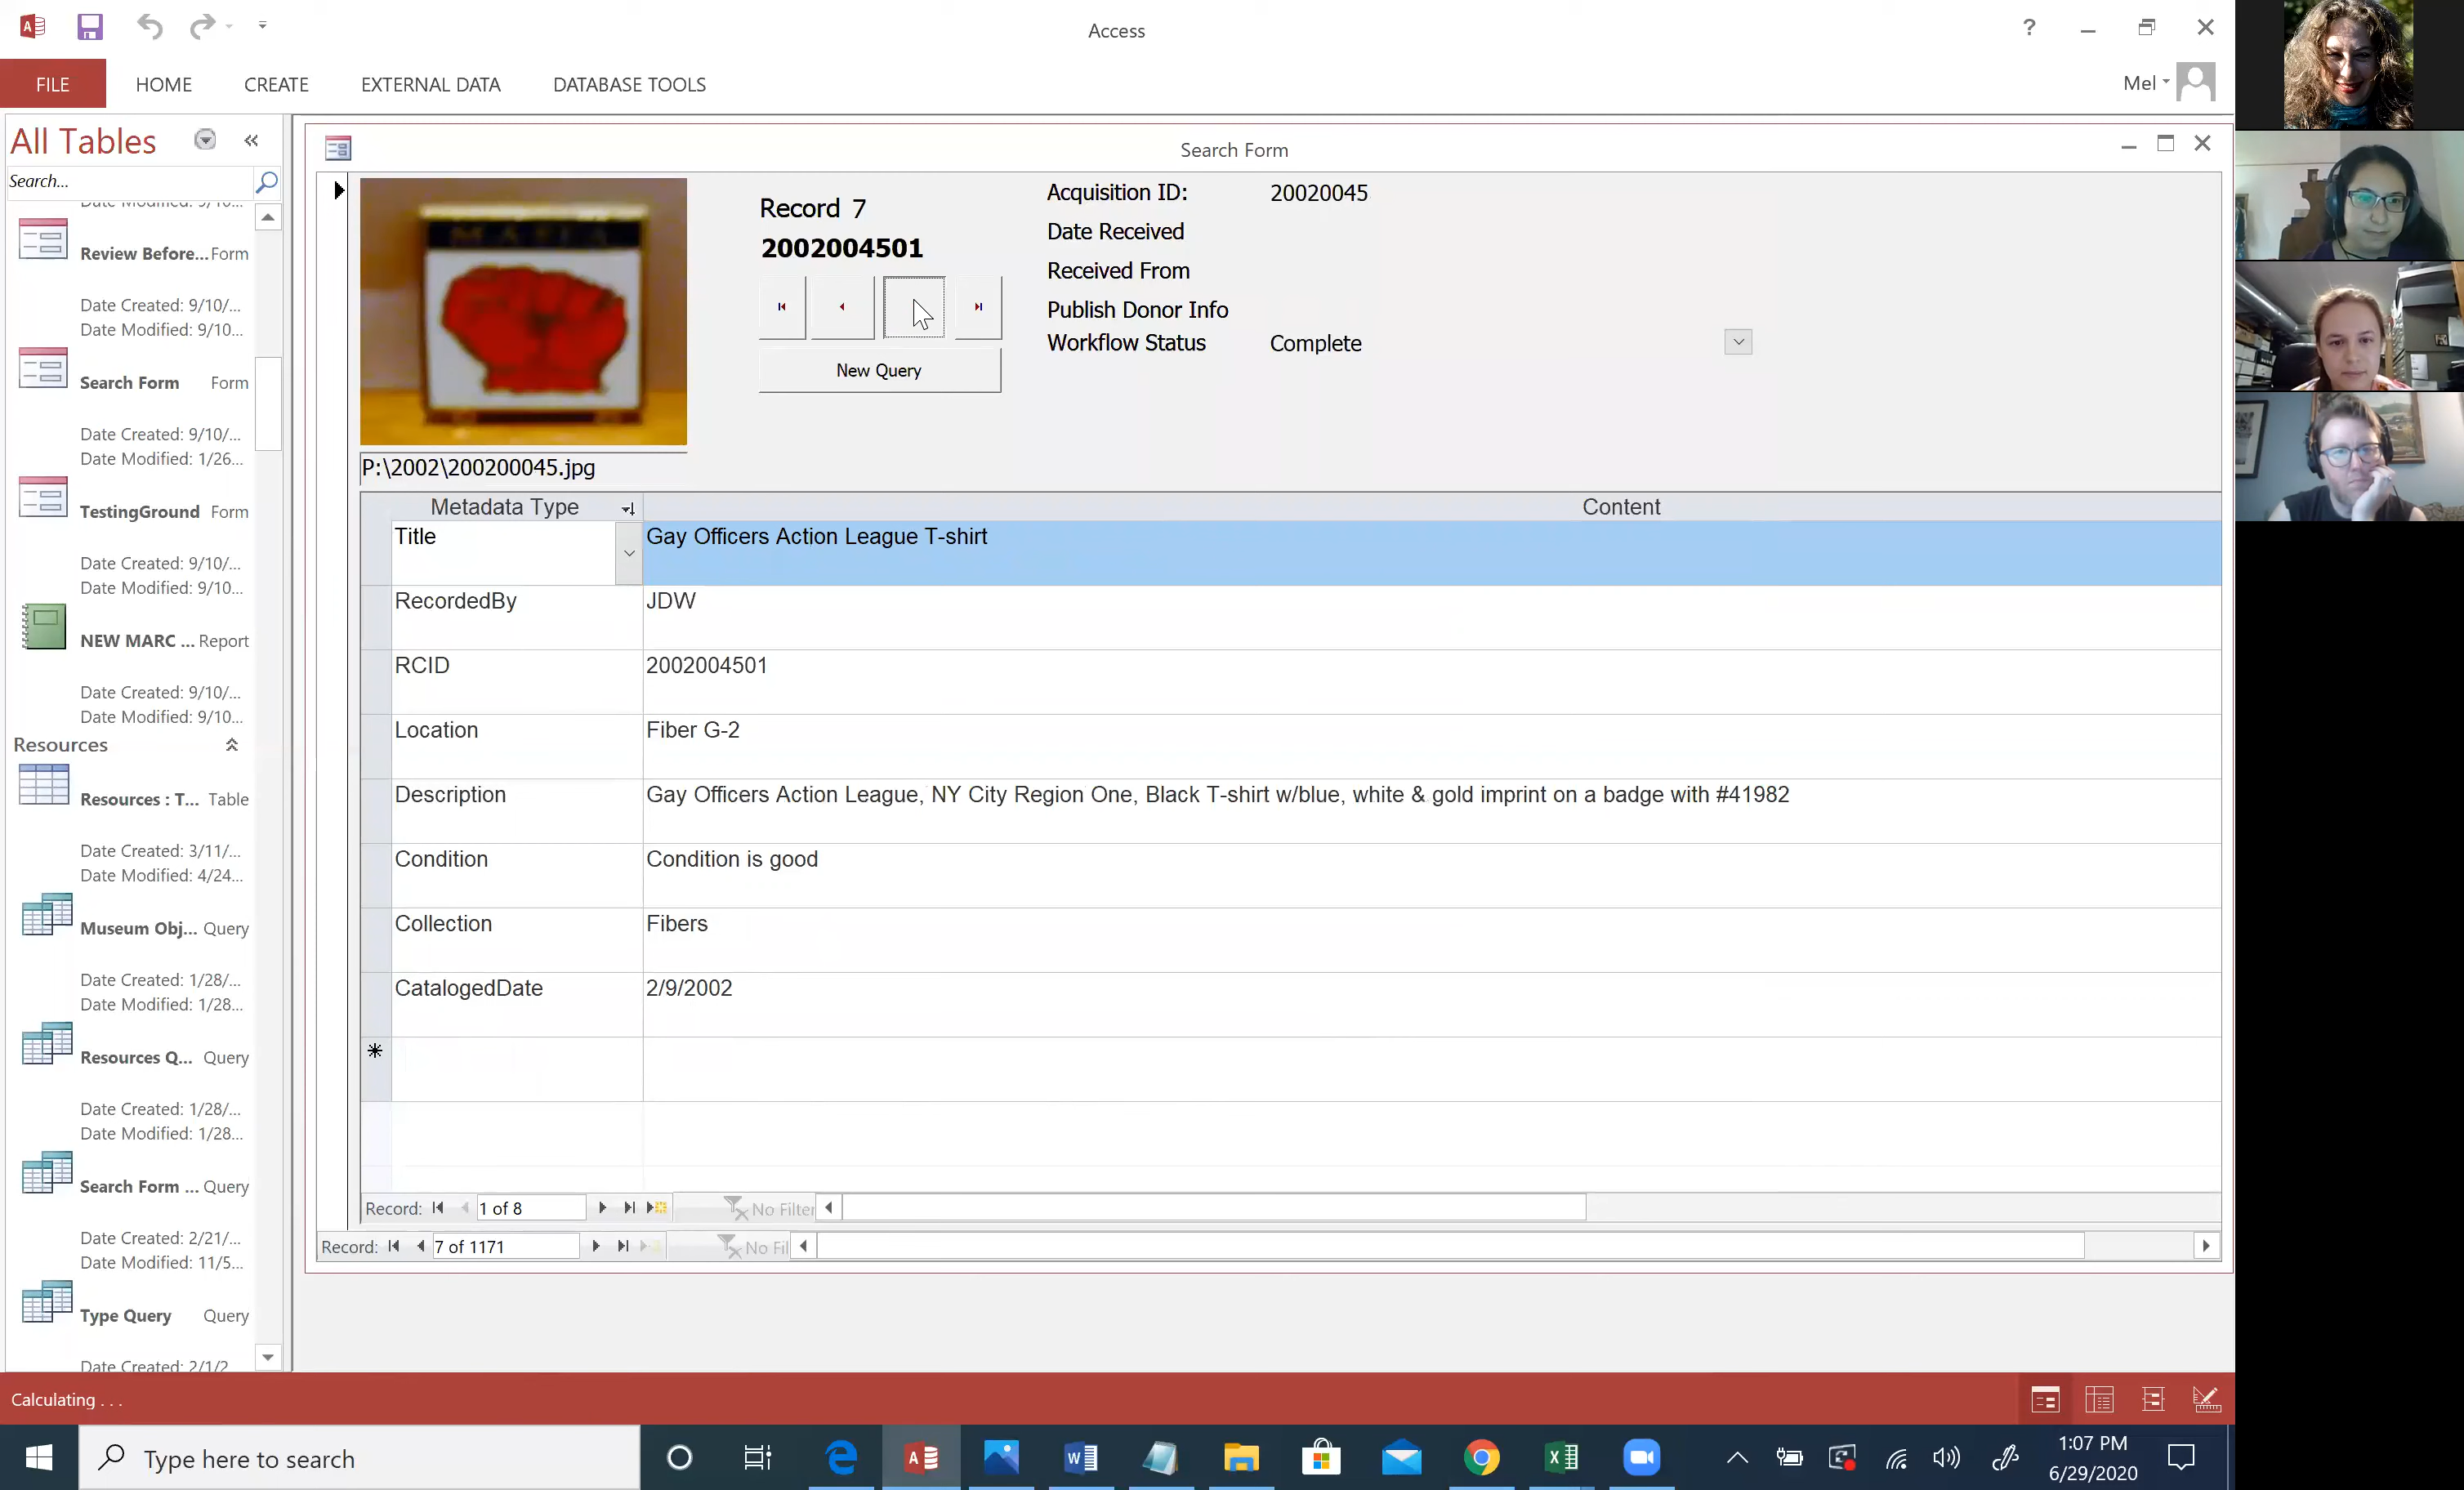 Access
?
FILE HOME CREATE EXTERNAL DATA DATABASE TOOLS
Mel
All Tables
Search...
Review Before... Form
Date Created: 9/10/...
Date Modified: 9/10...
Search Form Form
Date Created: 9/10/...
Date Modified: 1/26...
TestingGround Form
Date Created: 9/10/...
Date Modified: 9/10...
NEW MARC ... Report
Date Created: 9/10/...
Date Modified: 9/10...
Resources
Resources : T... Table
Date Created: 3/11/...
Date Modified: 4/24...
Museum Obj... Query
Date Created: 1/28/...
Date Modified: 1/28...
Resources Q... Query
Date Created: 1/28/...
Date Modified: 1/28...
Search Form ... Query
Date Created: 2/21/...
Date Modified: 11/5...
Type Query Query
Date Created: 2/1/2
Search Form
Record 7
2002004501
New Query
Acquisition ID: 20020045
Date Received
Received From
Publish Donor Info
Workflow Status Complete
P:\2002\200200045.jpg
Metadata Type Content
Title Gay Officers Action League T-shirt
RecordedBy JDW
RCID 2002004501
Location Fiber G-2
Description Gay Officers Action League, NY City Region One, Black T-shirt w/blue, white & gold imprint on a badge with #41982
Condition Condition is good
Collection Fibers
CatalogedDate 2/9/2002
Record: 1 of 8 No Filter
Record: 7 of 1171 No Fil
Calculating . . .
Type here to search
1:07 PM
6/29/2020